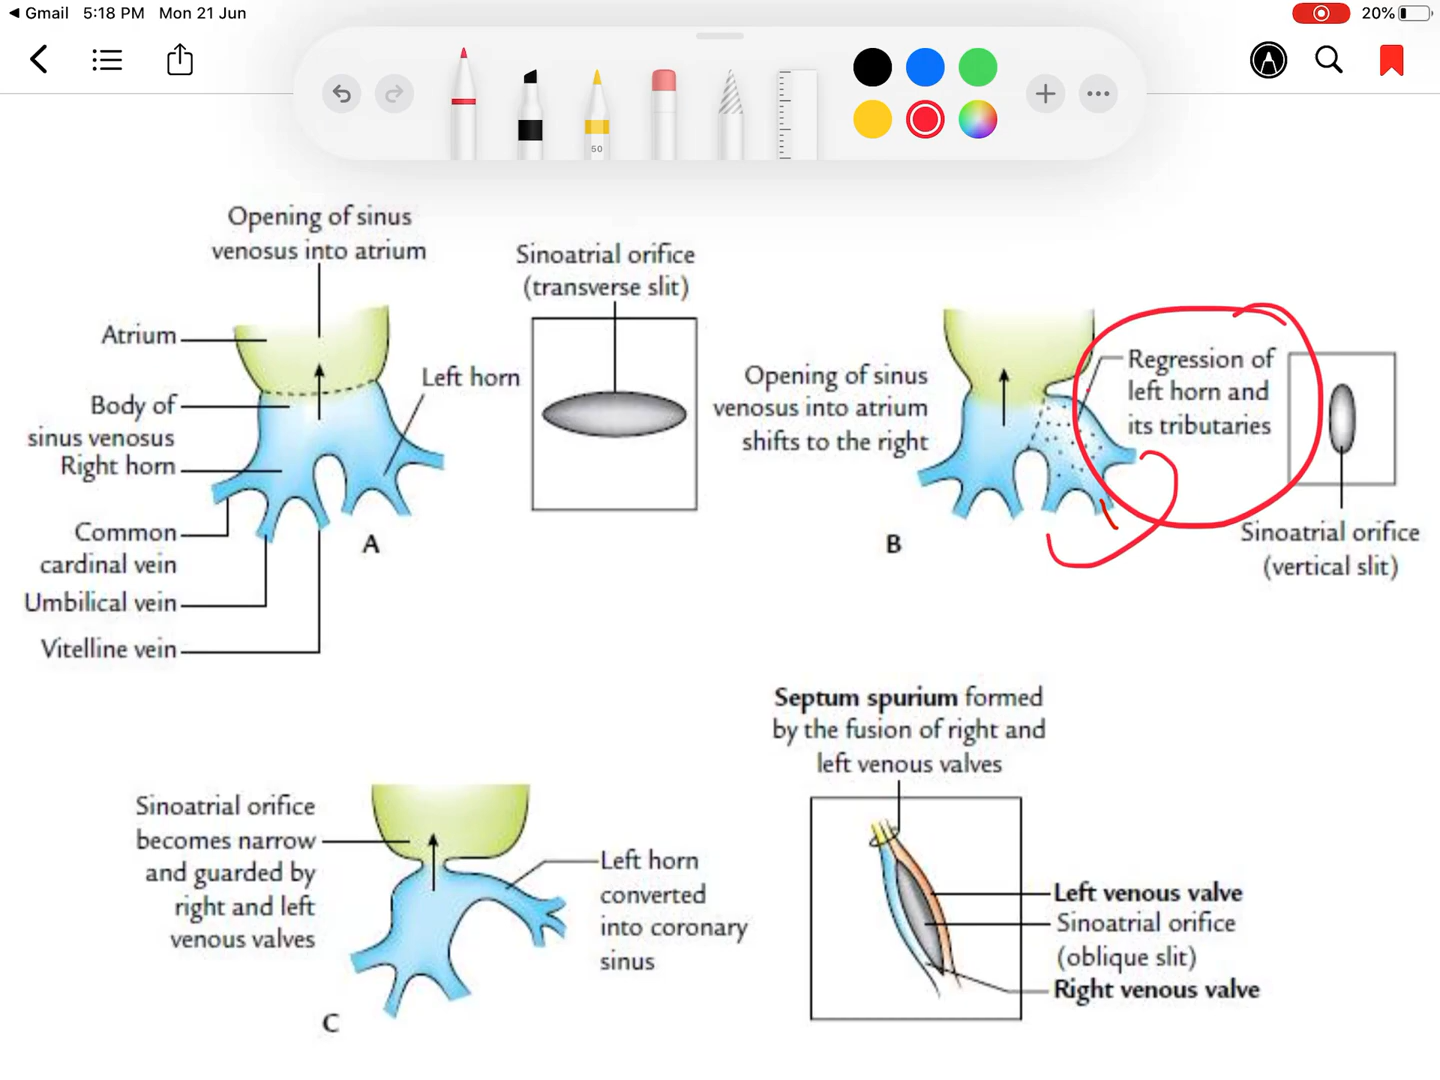 Gmail 5:18 PM Mon 21 Jun
20%
50
Opening of sinus
venosus into atrium
Sinoatrial orifice
(transverse slit)
Atrium
Left horn
Body of
sinus venosus
Right horn
Common
cardinal vein
Umbilical vein
Vitelline vein
A
Opening of sinus
venosus into atrium
shifts to the right
Regression of
left horn and
its tributaries
B
Sinoatrial orifice
(vertical slit)
Sinoatrial orifice
becomes narrow
and guarded by
right and left
venous valves
Left horn
converted
into coronary
sinus
C
Septum spurium formed
by the fusion of right and
left venous valves
Left venous valve
Sinoatrial orifice
(oblique slit)
Right venous valve